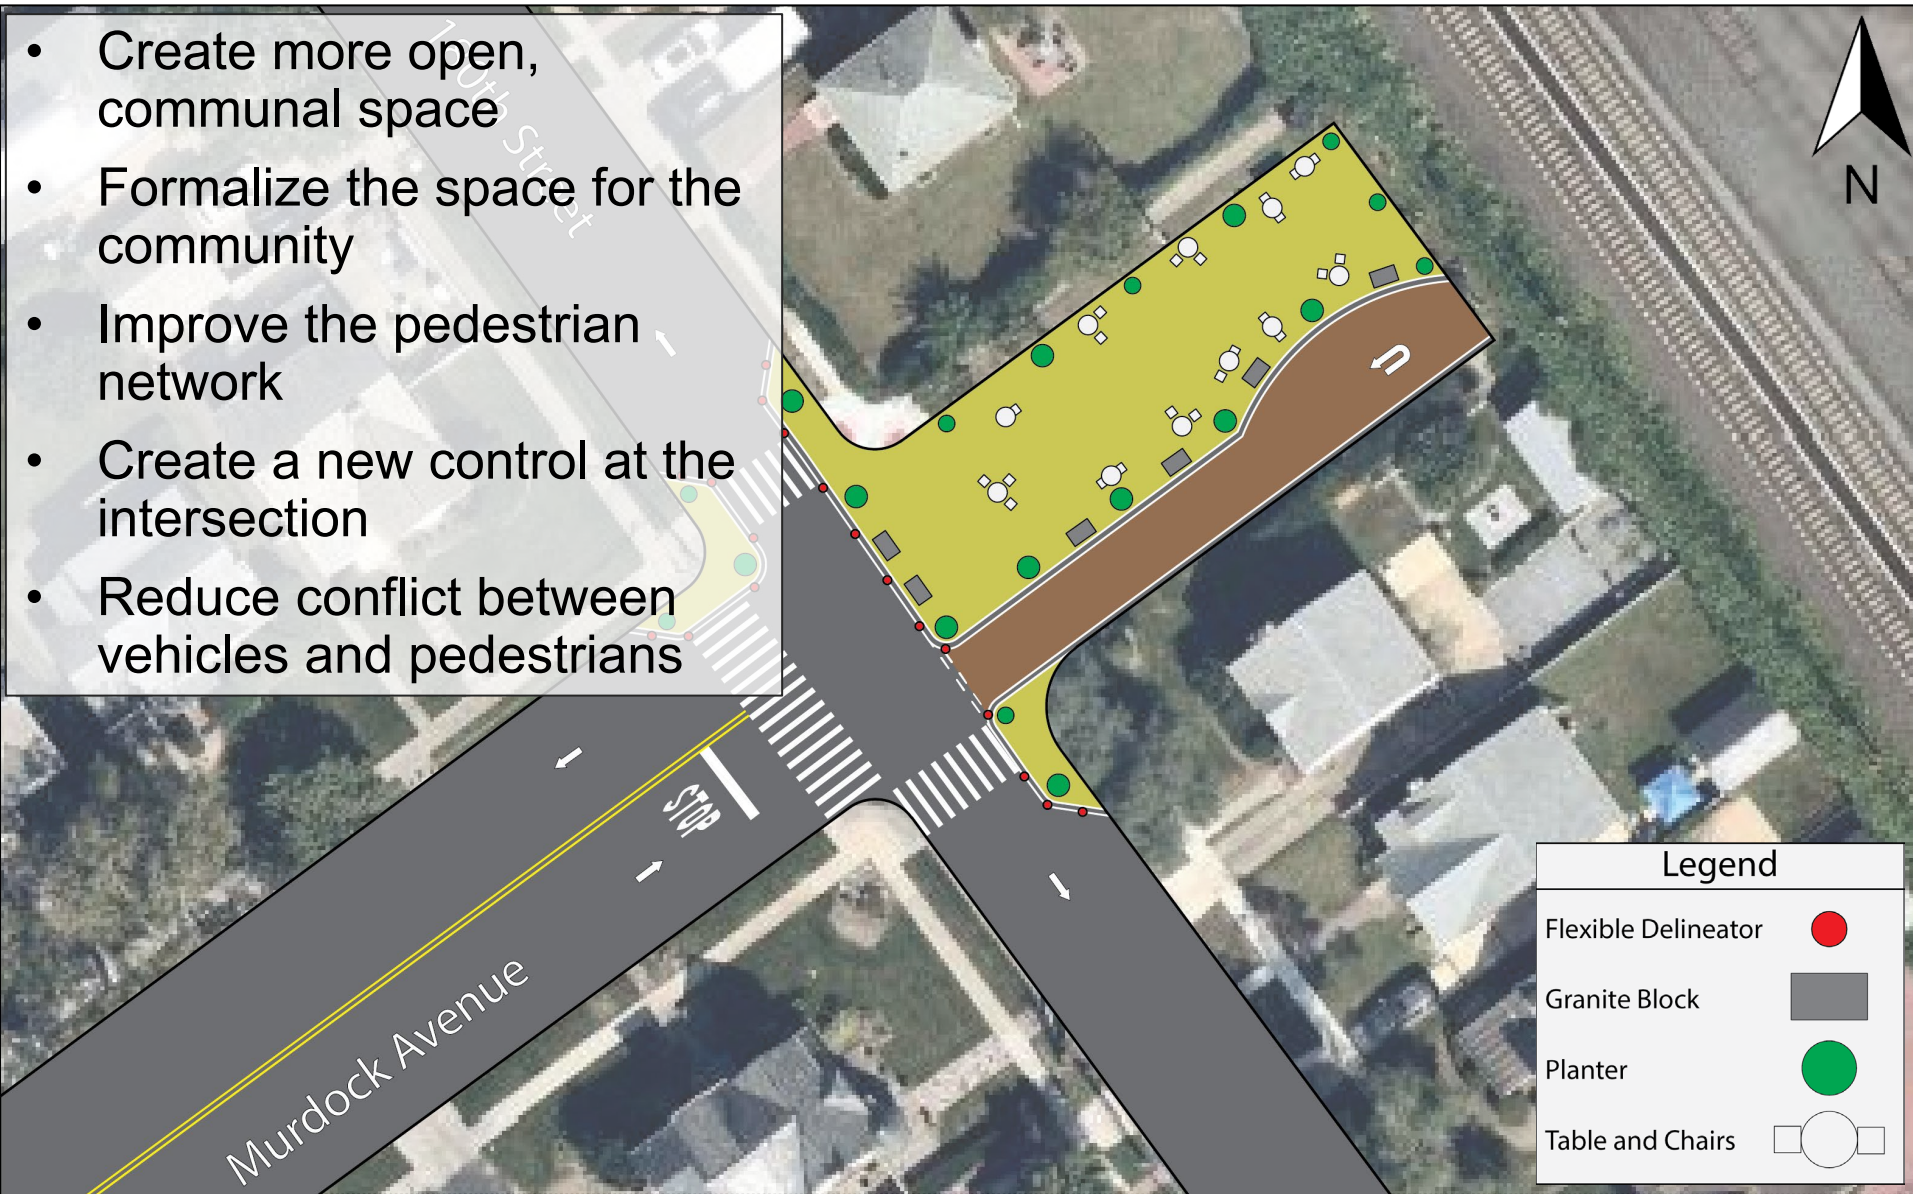 • Create more open,
communal space
• Formalize the space for the
community
• Improve the pedestrian
network
• Create a new control at the
intersection
• Reduce conflict between
vehicles and pedestrians
160th Street
N
STOP
Murdock Avenue
Legend
Flexible Delineator
Granite Block
Planter
Table and Chairs